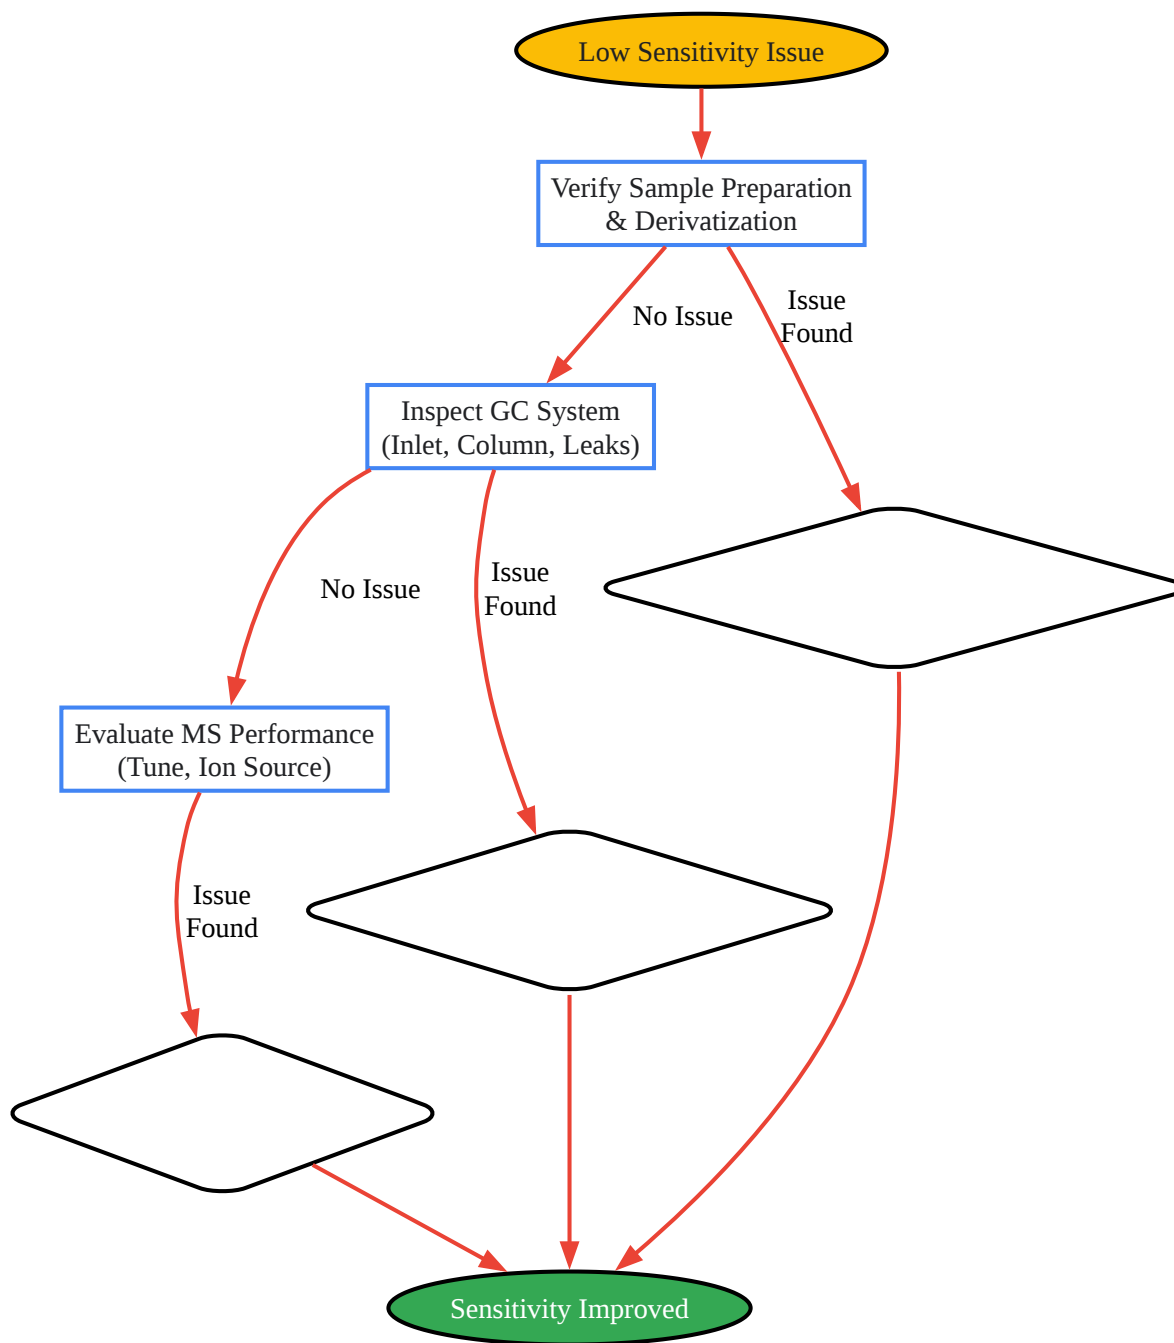 Low Sensitivity Issue
Verify Sample Preparation
& Derivatization
No Issue
Issue
Found
Inspect GC System
(Inlet, Column, Leaks)
No Issue
Issue
Found
Evaluate MS Performance
(Tune, Ion Source)
Issue
Found
Sensitivity Improved